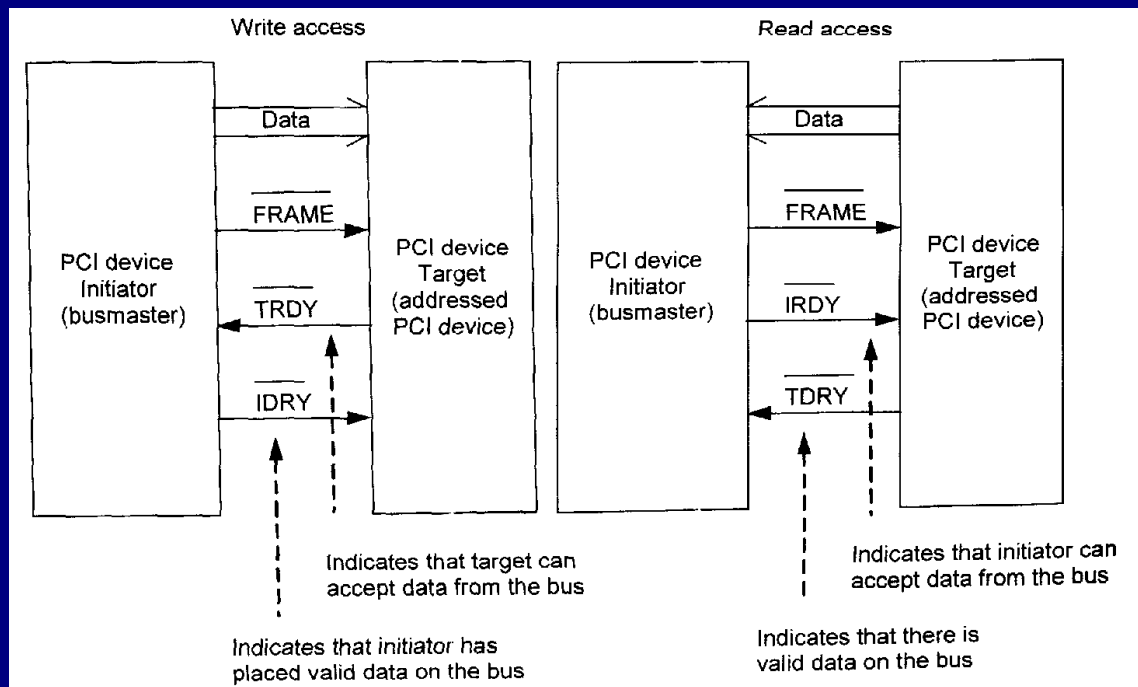 Write access
Data
FRAME
PCI device
Initiator
(busmaster)
TRDY
IDRY
PCI device
Target
(addressed
PCI device)
Indicates that target can
accept data from the bus
Indicates that initiator has
placed valid data on the bus
Read access
Data
FRAME
PCI device
Initiator
(busmaster)
IRDY
TDRY
PCI device
Target
(addressed
PCI device)
Indicates that initiator can
accept data from the bus
Indicates that there is
valid data on the bus